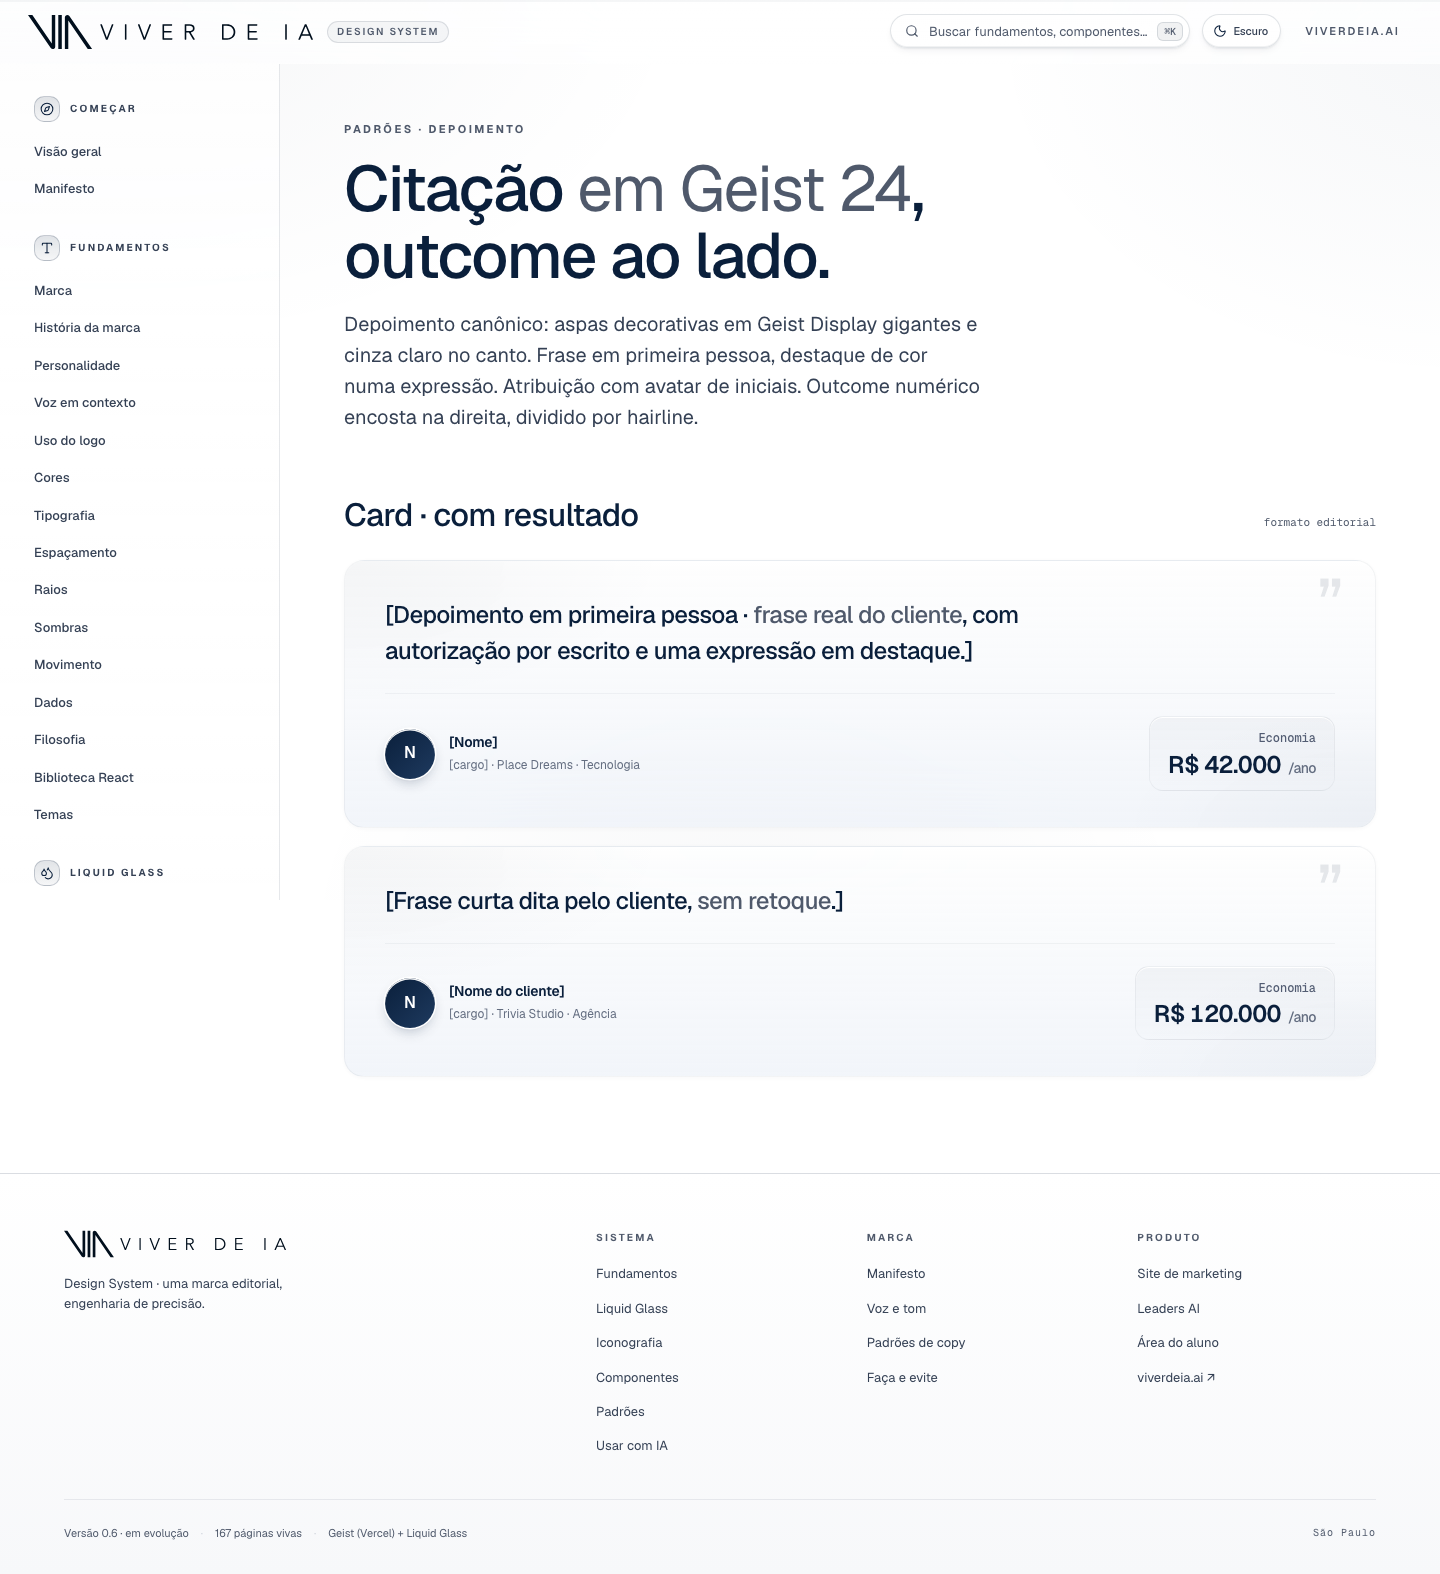 VIVER DE IA
DESIGN SYSTEM
Buscar fundamentos, componentes...
⌘K
Escuro
VIVERDEIA.AI
COMEÇAR
Visão geral
Manifesto
FUNDAMENTOS
Marca
História da marca
Personalidade
Voz em contexto
Uso do logo
Cores
Tipografia
Espaçamento
Raios
Sombras
Movimento
Dados
Filosofia
Biblioteca React
Temas
LIQUID GLASS
PADRÕES · DEPOIMENTO
Citação em Geist 24,
outcome ao lado.
Depoimento canônico: aspas decorativas em Geist Display gigantes e
cinza claro no canto. Frase em primeira pessoa, destaque de cor
numa expressão. Atribuição com avatar de iniciais. Outcome numérico
encosta na direita, dividido por hairline.
Card · com resultado
formato editorial
”
[Depoimento em primeira pessoa · frase real do cliente, com
autorização por escrito e uma expressão em destaque.]
N
[Nome]
[cargo] · Place Dreams · Tecnologia
Economia
R$ 42.000 /ano
”
[Frase curta dita pelo cliente, sem retoque.]
N
[Nome do cliente]
[cargo] · Trivia Studio · Agência
Economia
R$ 120.000 /ano
VIVER DE IA
Design System · uma marca editorial,
engenharia de precisão.
SISTEMA
Fundamentos
Liquid Glass
Iconografia
Componentes
Padrões
Usar com IA
MARCA
Manifesto
Voz e tom
Padrões de copy
Faça e evite
PRODUTO
Site de marketing
Leaders AI
Área do aluno
viverdeia.ai ↗
Versão 0.6 · em evolução · 167 páginas vivas · Geist (Vercel) + Liquid Glass
São Paulo